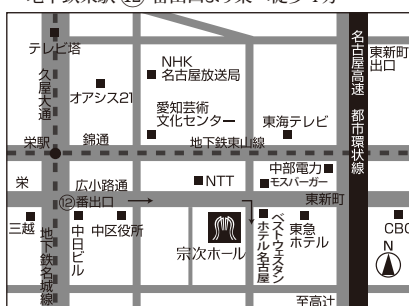 地下鉄栄駅 ⑫ 番出口より東へ徒歩4分
テレビ塔
久屋大通
オアシス21
NHK
名古屋放送局
愛知芸術
文化センター
東海テレビ
名古屋高速 都市環状線
東新町
出口
栄駅
錦通
地下鉄東山線
栄
広小路通
⑫番出口
NTT
中部電力
モスバーガー
東新町
三越
地下鉄名城線
中日ビル
中区役所
宗次ホール
ベストウェスタン
ホテル名古屋
東急
ホテル
CBC
N
至高辻